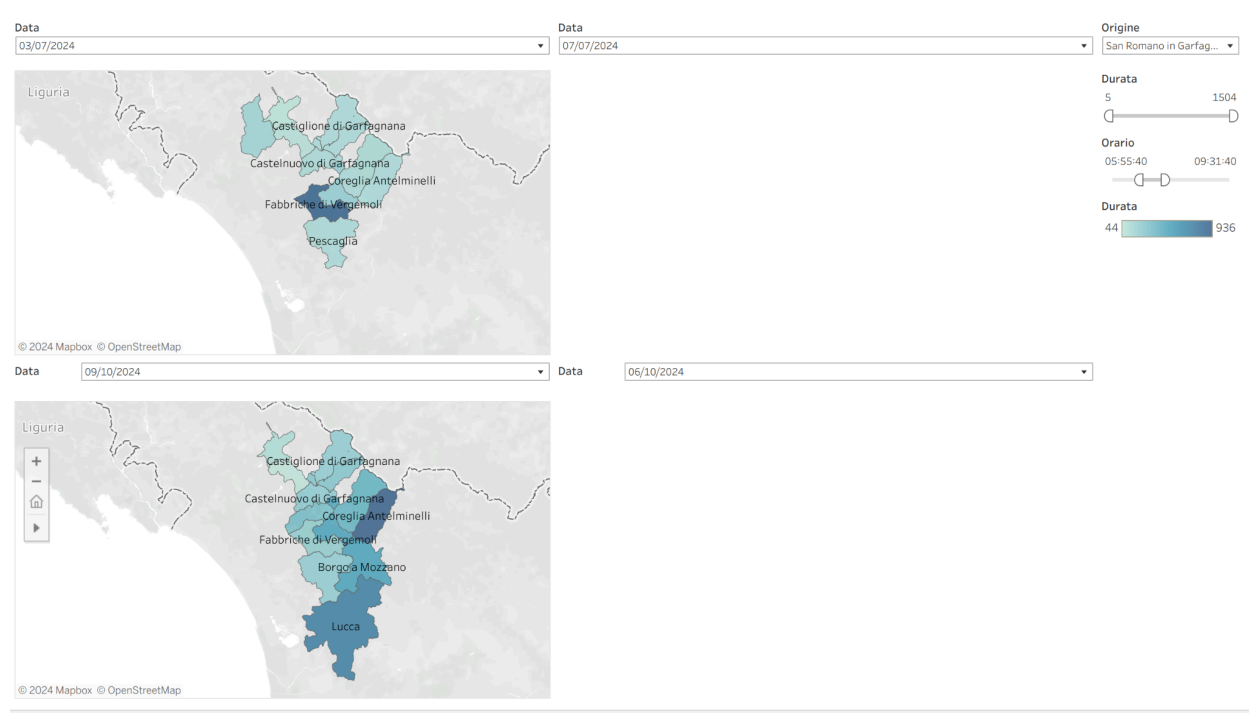 Data
03/07/2024
Data
07/07/2024
Origine
San Romano in Garfag...
Durata
5 1504
Orario
05:55:40 09:31:40
Durata
44 936
Liguria
Castiglione di Garfagnana
Castelnuovo di Garfagnana
Coreglia Antelminelli
Fabbriche di Vergemoli
Pescaglia
© 2024 Mapbox © OpenStreetMap
Data 09/10/2024
Data 06/10/2024
Liguria
Castiglione di Garfagnana
Castelnuovo di Garfagnana
Coreglia Antelminelli
Fabbriche di Vergemoli
Borgo a Mozzano
Lucca
© 2024 Mapbox © OpenStreetMap